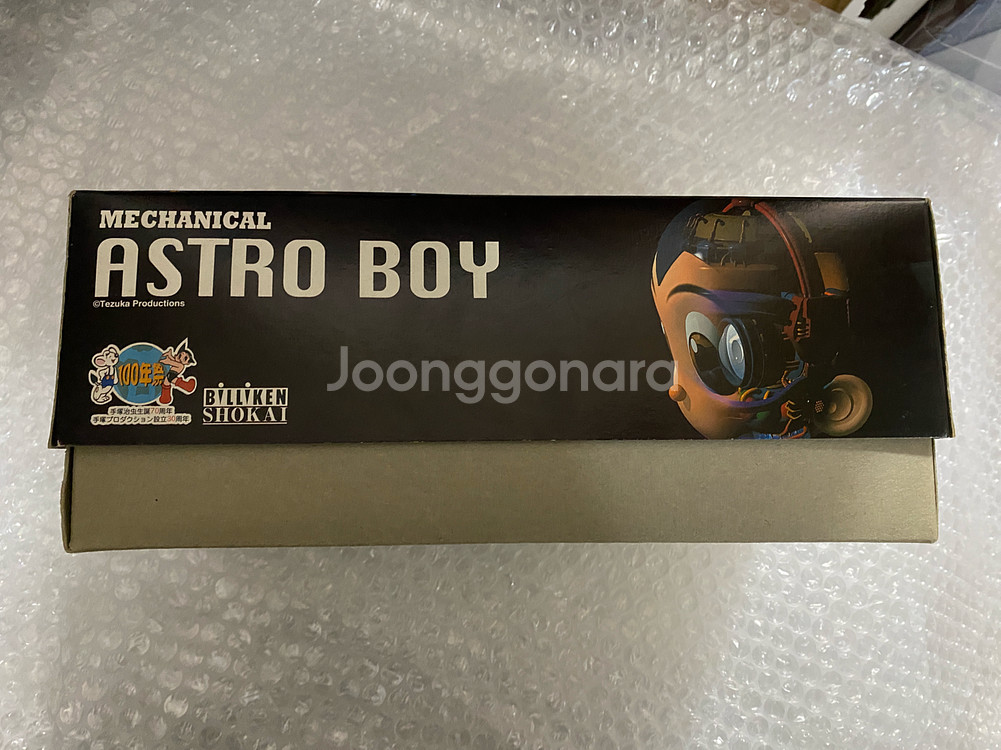 MECHANICAL
ASTRO BOY
©Tezuka Productions
Joonggonara
100年祭
手塚治虫生誕70周年
手塚プロダクション設立30周年
BILLIKEN
SHOKAI